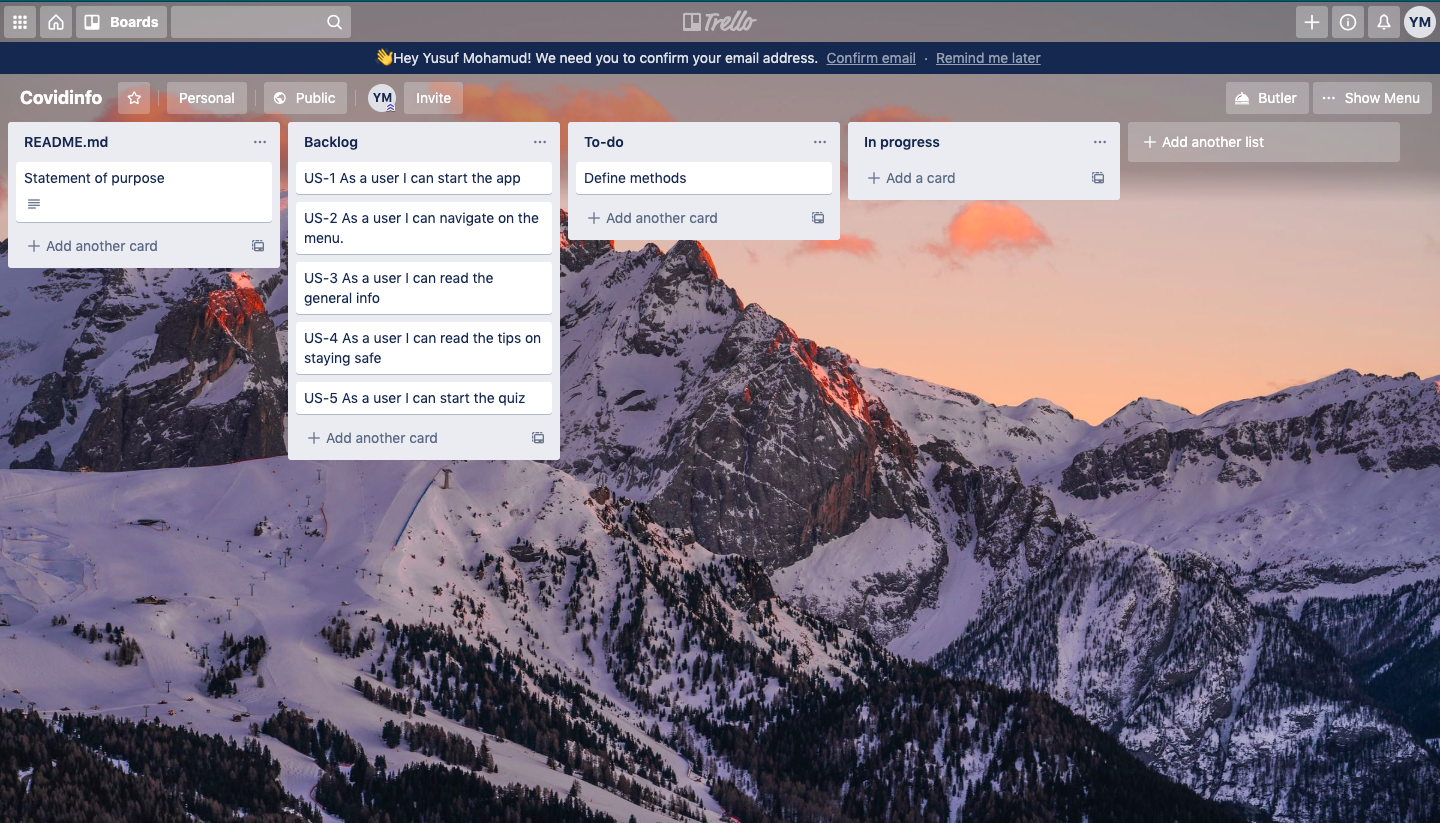 Boards
Trello
YM
👋Hey Yusuf Mohamud! We need you to confirm your email address. Confirm email · Remind me later
Covidinfo
Personal
Public
YM
Invite
Butler
··· Show Menu
README.md
Statement of purpose
+ Add another card
Backlog
US-1 As a user I can start the app
US-2 As a user I can navigate on the
menu.
US-3 As a user I can read the
general info
US-4 As a user I can read the tips on
staying safe
US-5 As a user I can start the quiz
+ Add another card
To-do
Define methods
+ Add another card
In progress
+ Add a card
+ Add another list